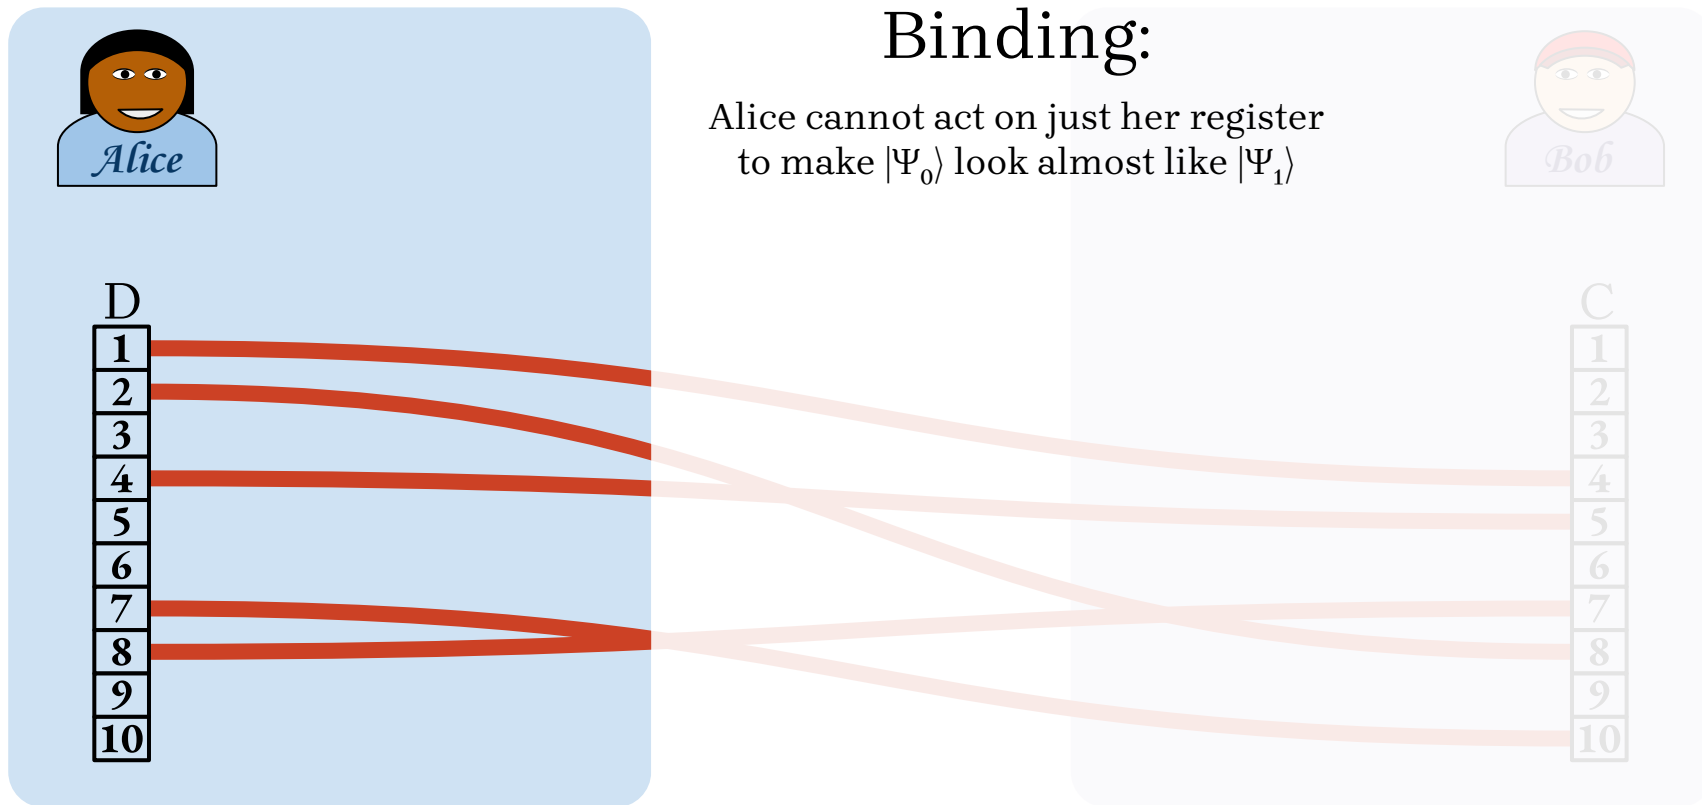 Binding:
Alice cannot act on just her register
to make |Ψ₀⟩ look almost like |Ψ₁⟩
Alice
Bob
D
1
2
3
4
5
6
7
8
9
10
C
1
2
3
4
5
6
7
8
9
10